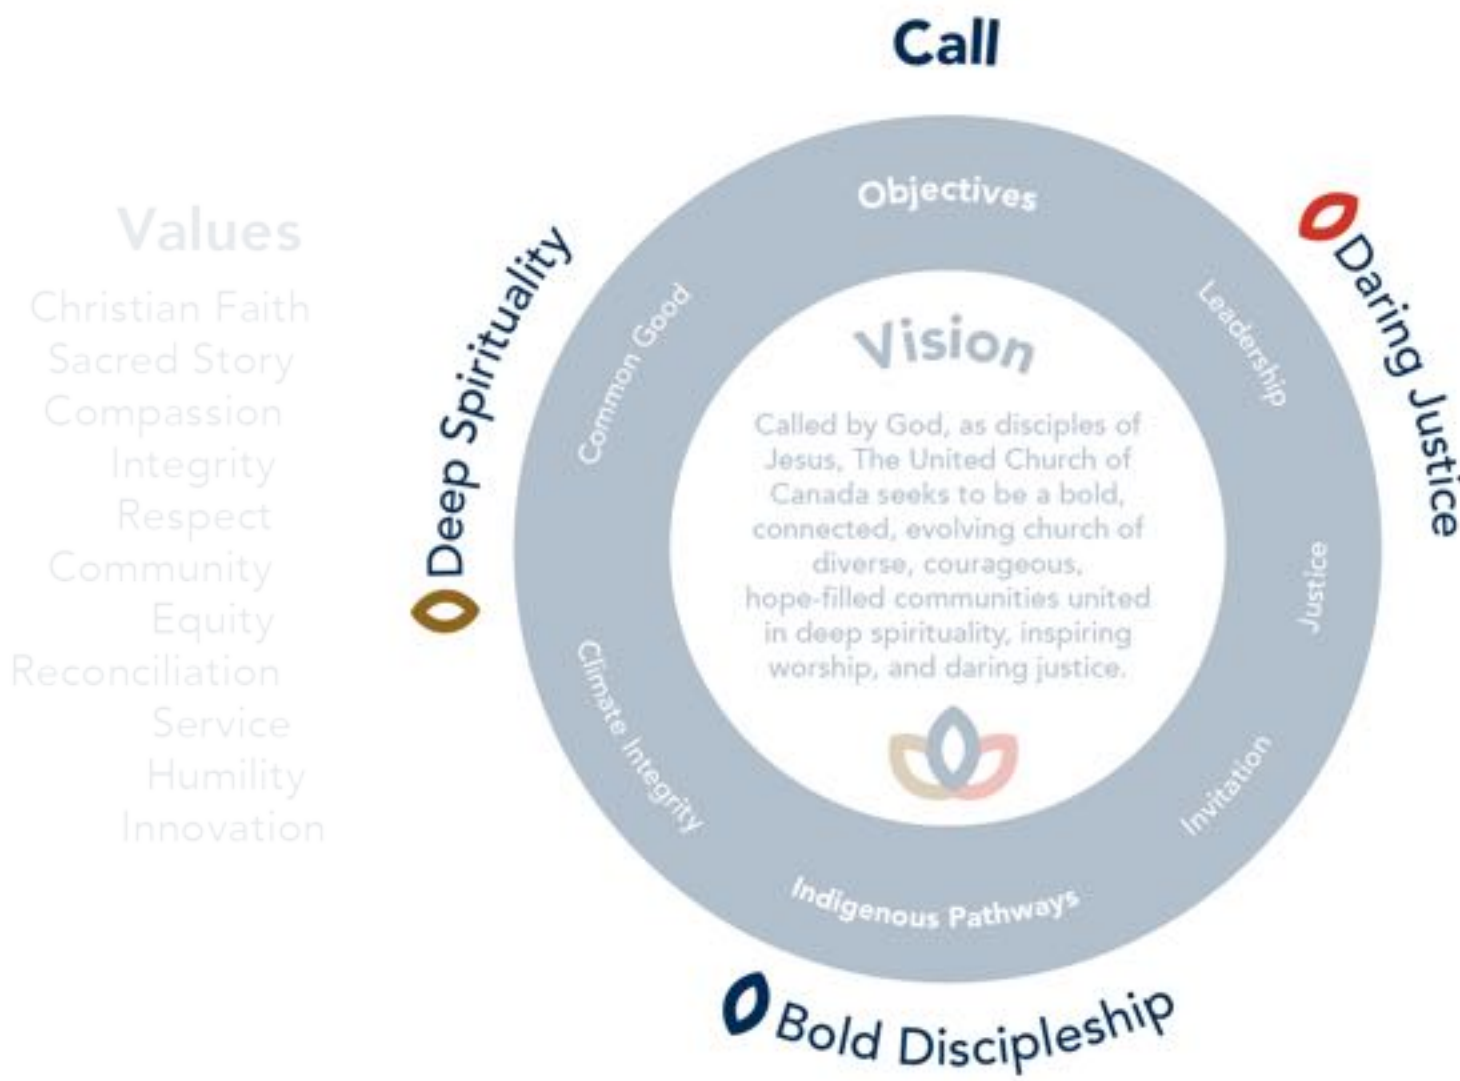 Call
Values
Christian Faith
Sacred Story
Compassion
Integrity
Respect
Community
Equity
Reconciliation
Service
Humility
Innovation
Deep Spirituality
Daring Justice
Bold Discipleship
Objectives
Leadership
Justice
Invitation
Indigenous Pathways
Climate Integrity
Common Good
Vision
Called by God, as disciples of
Jesus, The United Church of
Canada seeks to be a bold,
connected, evolving church of
diverse, courageous,
hope-filled communities united
in deep spirituality, inspiring
worship, and daring justice.